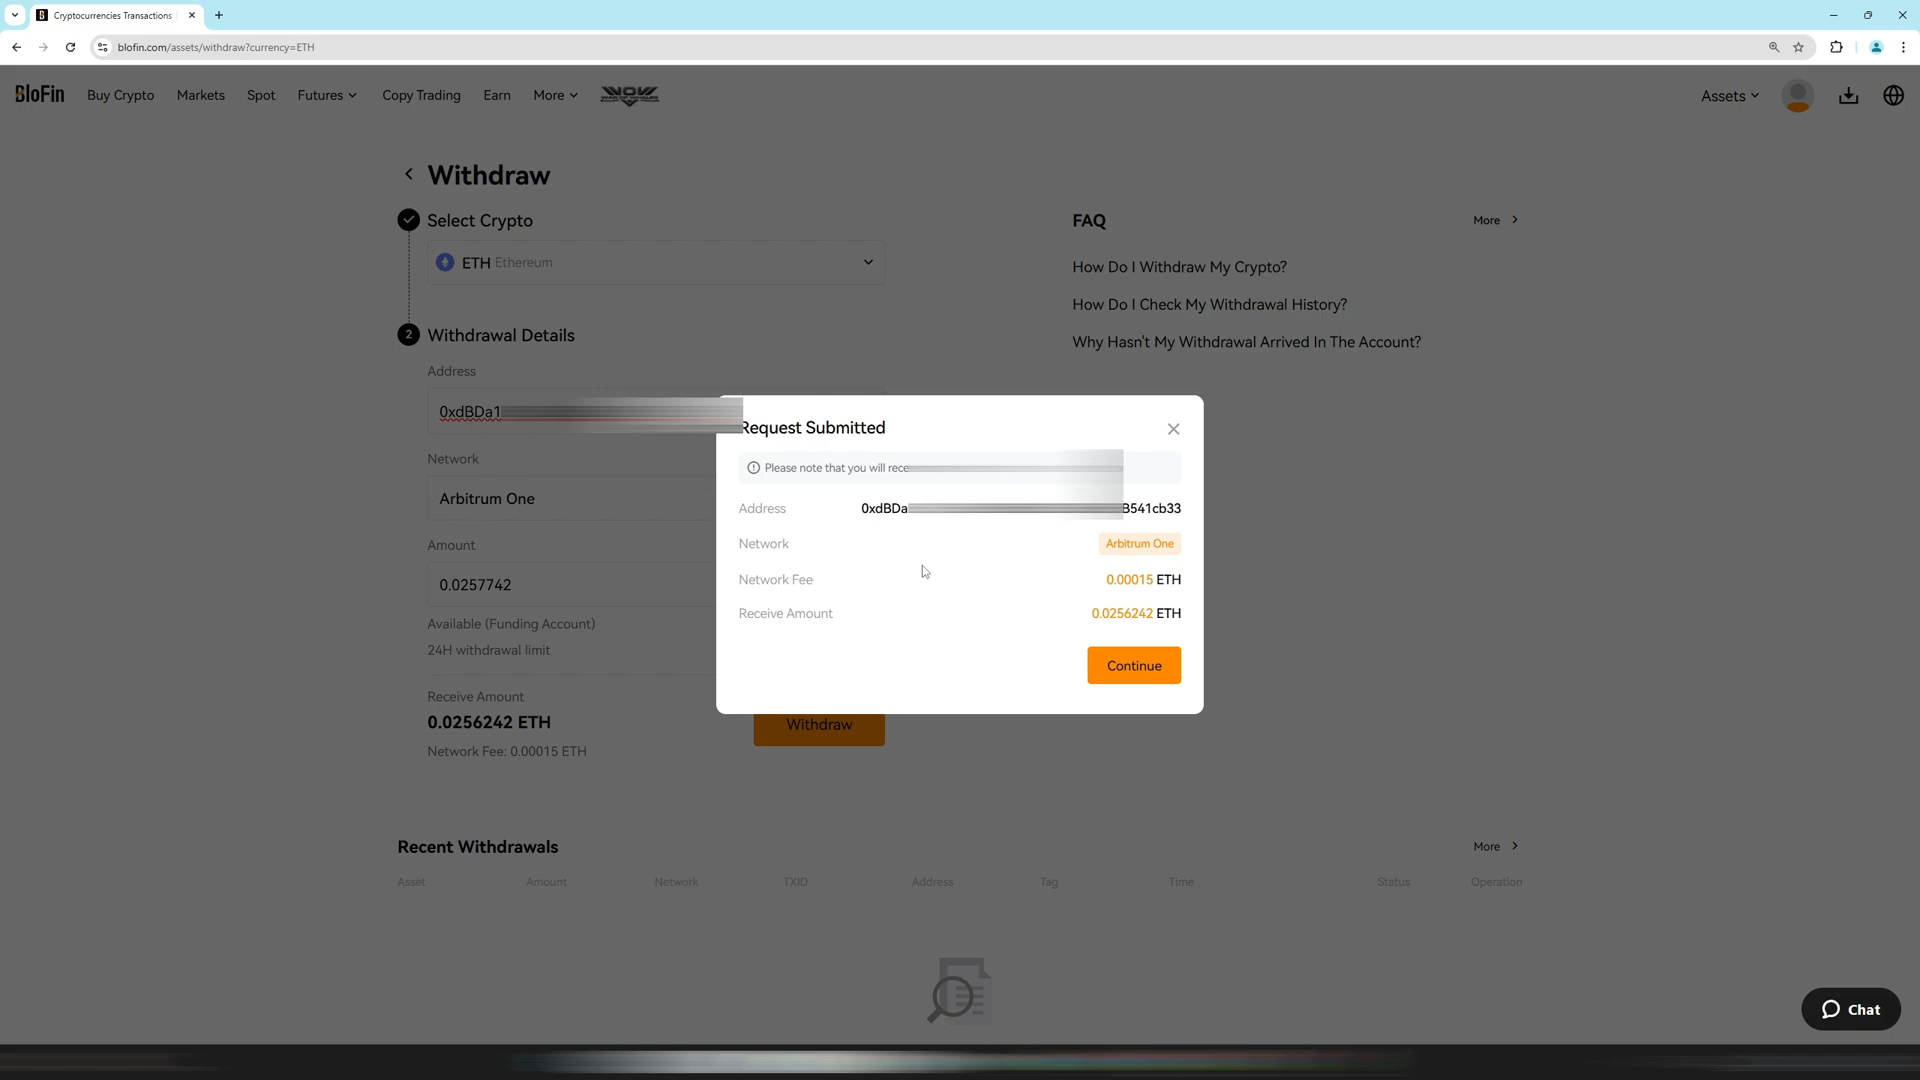 Cryptocurrencies Transactions
blofin.com/assets/withdraw?currency=ETH
BloFin
Buy Crypto
Markets
Spot
Futures
Copy Trading
Earn
More
WOW
Assets
Withdraw
Select Crypto
ETH Ethereum
2
Withdrawal Details
Address
0xdBDa1
Network
Arbitrum One
Amount
0.0257742
Available (Funding Account)
24H withdrawal limit
Receive Amount
0.0256242 ETH
Network Fee: 0.00015 ETH
Withdraw
FAQ
More
How Do I Withdraw My Crypto?
How Do I Check My Withdrawal History?
Why Hasn't My Withdrawal Arrived In The Account?
Request Submitted
Please note that you will rece
Address 0xdBDa B541cb33
Network Arbitrum One
Network Fee 0.00015 ETH
Receive Amount 0.0256242 ETH
Continue
Recent Withdrawals
More
Asset Amount Network TXID Address Tag Time Status Operation
Chat